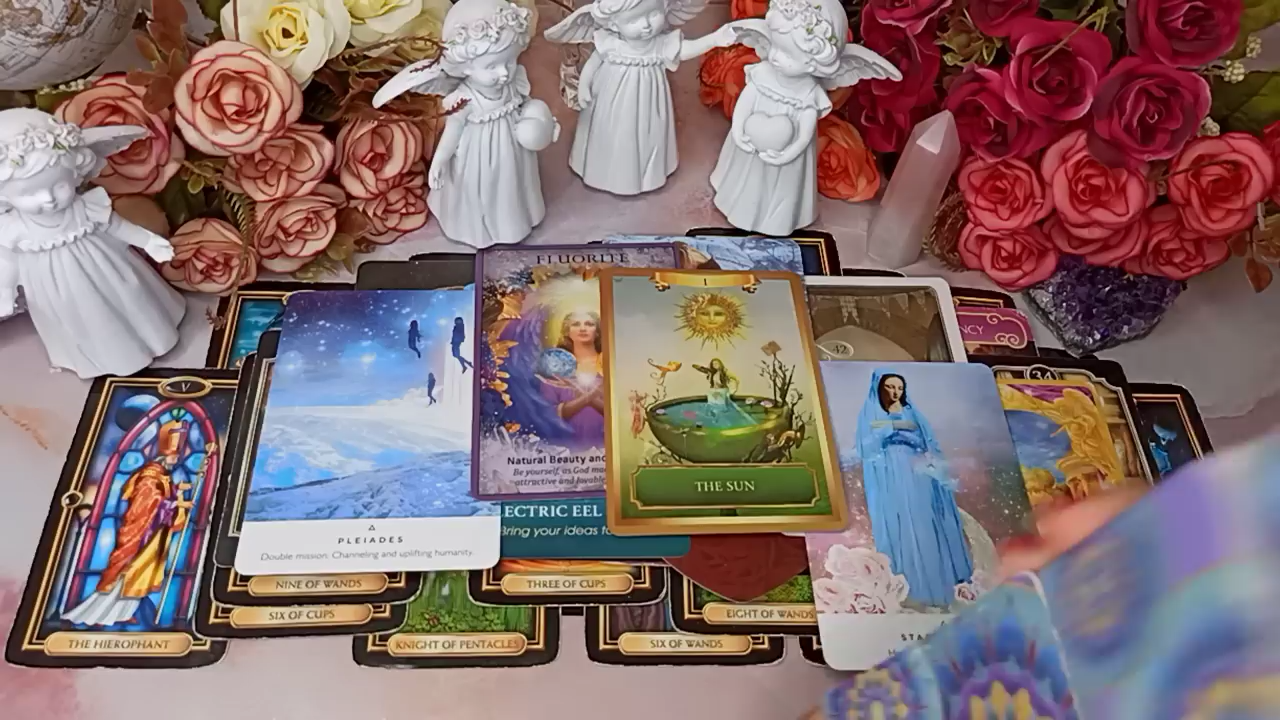 FLUORITE
I
NCY
42
34
V
Natural Beauty and
Be yourself, as God
attractive and lovable
THE SUN
ECTRIC EEL
Bring your ideas to
PLEIADES
Double mission: Channeling and uplifting humanity.
NINE OF WANDS
THREE OF CUPS
SIX OF CUPS
EIGHT OF WANDS
THE HIEROPHANT
KNIGHT OF PENTACLES
SIX OF WANDS
STA